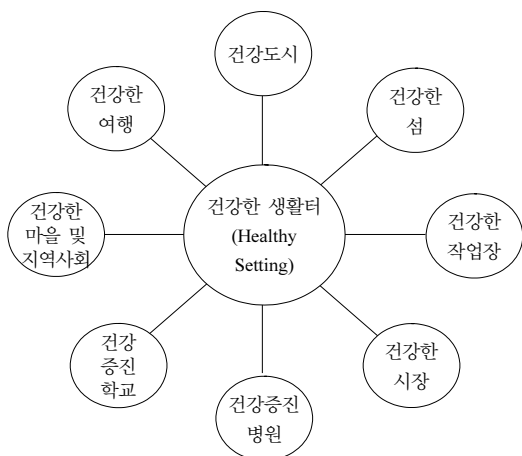 건강도시
건강한
섬
건강한
작업장
건강한
시장
건강증진
병원
건강
증진
학교
건강한
마을 및
지역사회
건강한
여행
건강한 생활터
(Healthy
Setting)